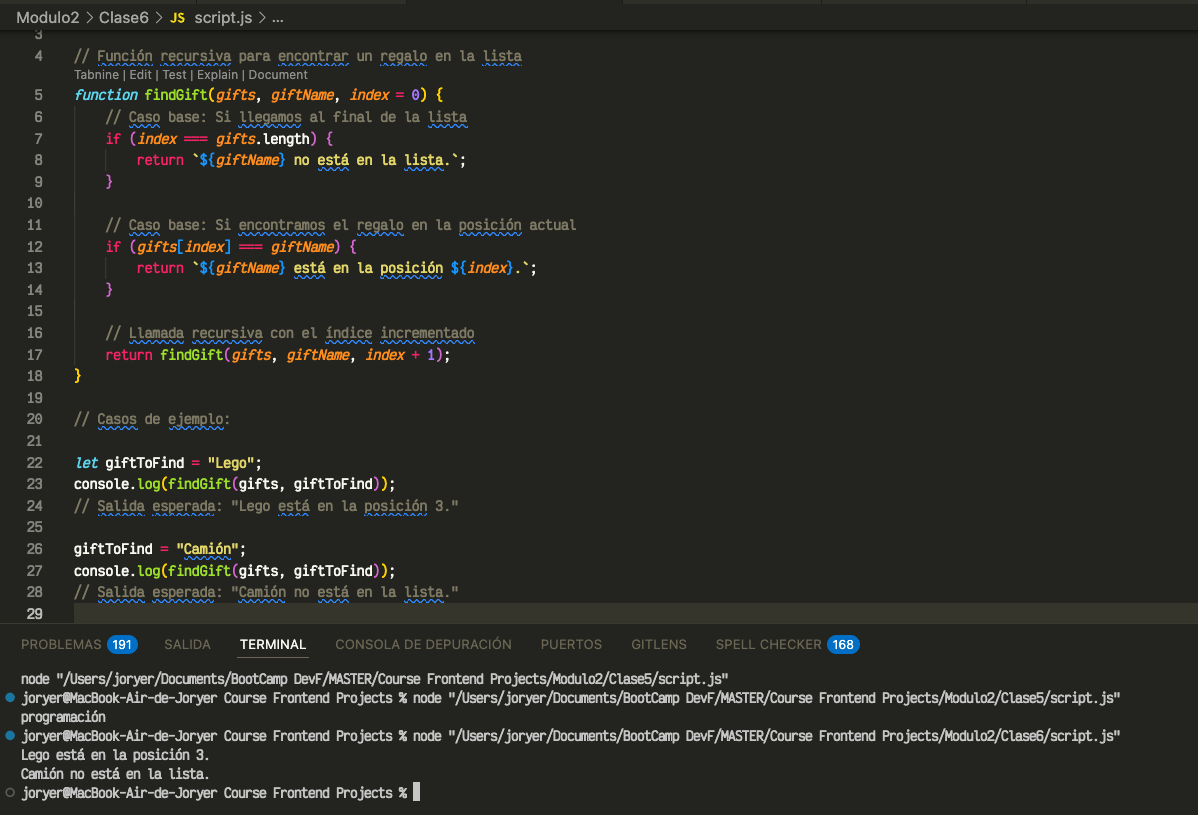 Modulo2 > Clase6 > JS script.js > ...
3
4 // Función recursiva para encontrar un regalo en la lista
Tabnine | Edit | Test | Explain | Document
5 function findGift(gifts, giftName, index = 0) {
6 // Caso base: Si llegamos al final de la lista
7 if (index === gifts.length) {
8 return `${giftName} no está en la lista.`;
9 }
10
11 // Caso base: Si encontramos el regalo en la posición actual
12 if (gifts[index] === giftName) {
13 return `${giftName} está en la posición ${index}.`;
14 }
15
16 // Llamada recursiva con el índice incrementado
17 return findGift(gifts, giftName, index + 1);
18 }
19
20 // Casos de ejemplo:
21
22 let giftToFind = "Lego";
23 console.log(findGift(gifts, giftToFind));
24 // Salida esperada: "Lego está en la posición 3."
25
26 giftToFind = "Camión";
27 console.log(findGift(gifts, giftToFind));
28 // Salida esperada: "Camión no está en la lista."
29
PROBLEMAS 191 SALIDA TERMINAL CONSOLA DE DEPURACIÓN PUERTOS GITLENS SPELL CHECKER 168
node "/Users/joryer/Documents/BootCamp DevF/MASTER/Course Frontend Projects/Modulo2/Clase5/script.js"
joryer@MacBook-Air-de-Joryer Course Frontend Projects % node "/Users/joryer/Documents/BootCamp DevF/MASTER/Course Frontend Projects/Modulo2/Clase5/script.js"
programación
joryer@MacBook-Air-de-Joryer Course Frontend Projects % node "/Users/joryer/Documents/BootCamp DevF/MASTER/Course Frontend Projects/Modulo2/Clase6/script.js"
Lego está en la posición 3.
Camión no está en la lista.
joryer@MacBook-Air-de-Joryer Course Frontend Projects %